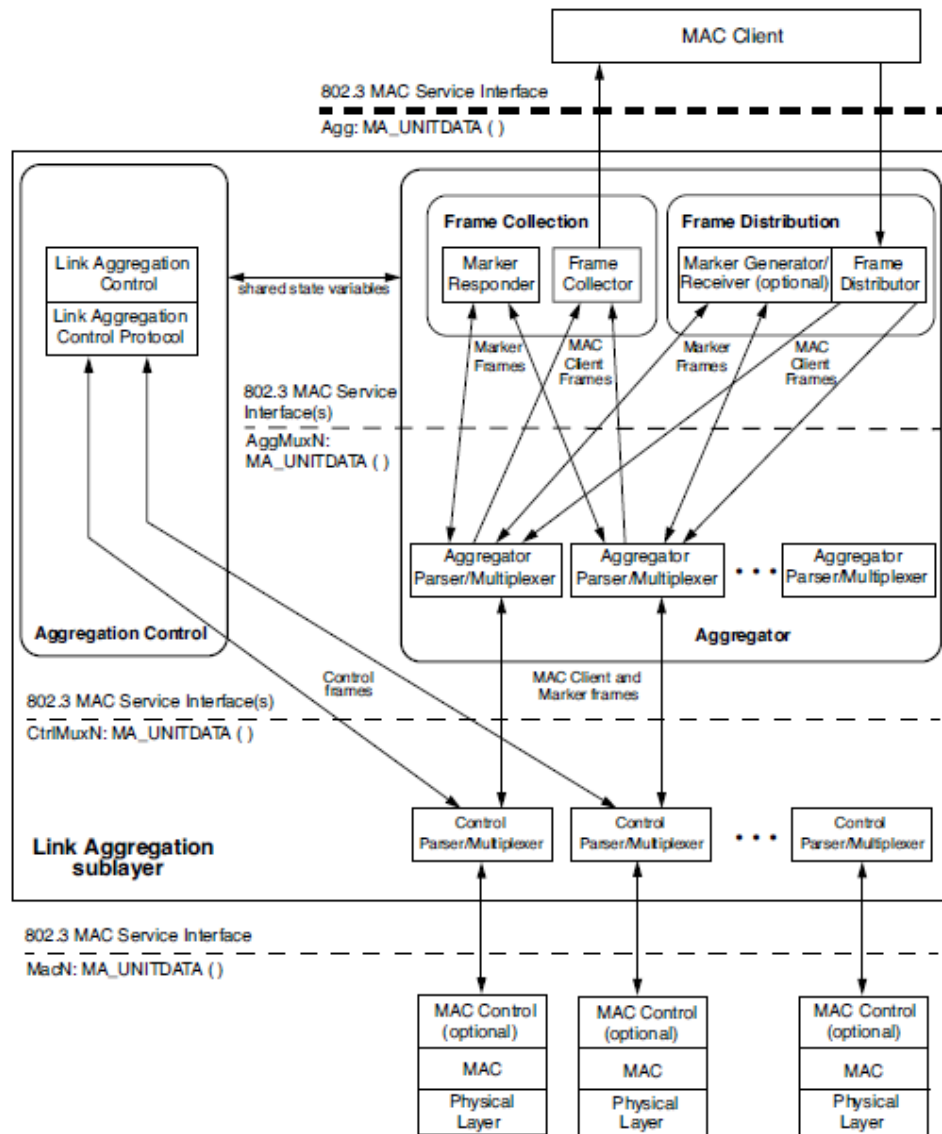 MAC Client
802.3 MAC Service Interface
Agg: MA_UNITDATA ( )
Frame Collection
Frame Distribution
Link Aggregation
Control
Link Aggregation
Control Protocol
shared state variables
Marker
Responder
Frame
Collector
Marker Generator/
Receiver (optional)
Frame
Distributor
Marker
Frames
MAC
Client
Frames
Marker
Frames
MAC
Client
Frames
802.3 MAC Service
Interface(s)
AggMuxN:
MA_UNITDATA ( )
Aggregator
Parser/Multiplexer
Aggregator
Parser/Multiplexer
• • •
Aggregator
Parser/Multiplexer
Aggregation Control
Aggregator
Control
frames
MAC Client and
Marker frames
802.3 MAC Service Interface(s)
CtrlMuxN: MA_UNITDATA ( )
Control
Parser/Multiplexer
Control
Parser/Multiplexer
• • •
Control
Parser/Multiplexer
Link Aggregation
sublayer
802.3 MAC Service Interface
MacN: MA_UNITDATA ( )
MAC Control
(optional)
MAC
Physical
Layer
MAC Control
(optional)
MAC
Physical
Layer
MAC Control
(optional)
MAC
Physical
Layer